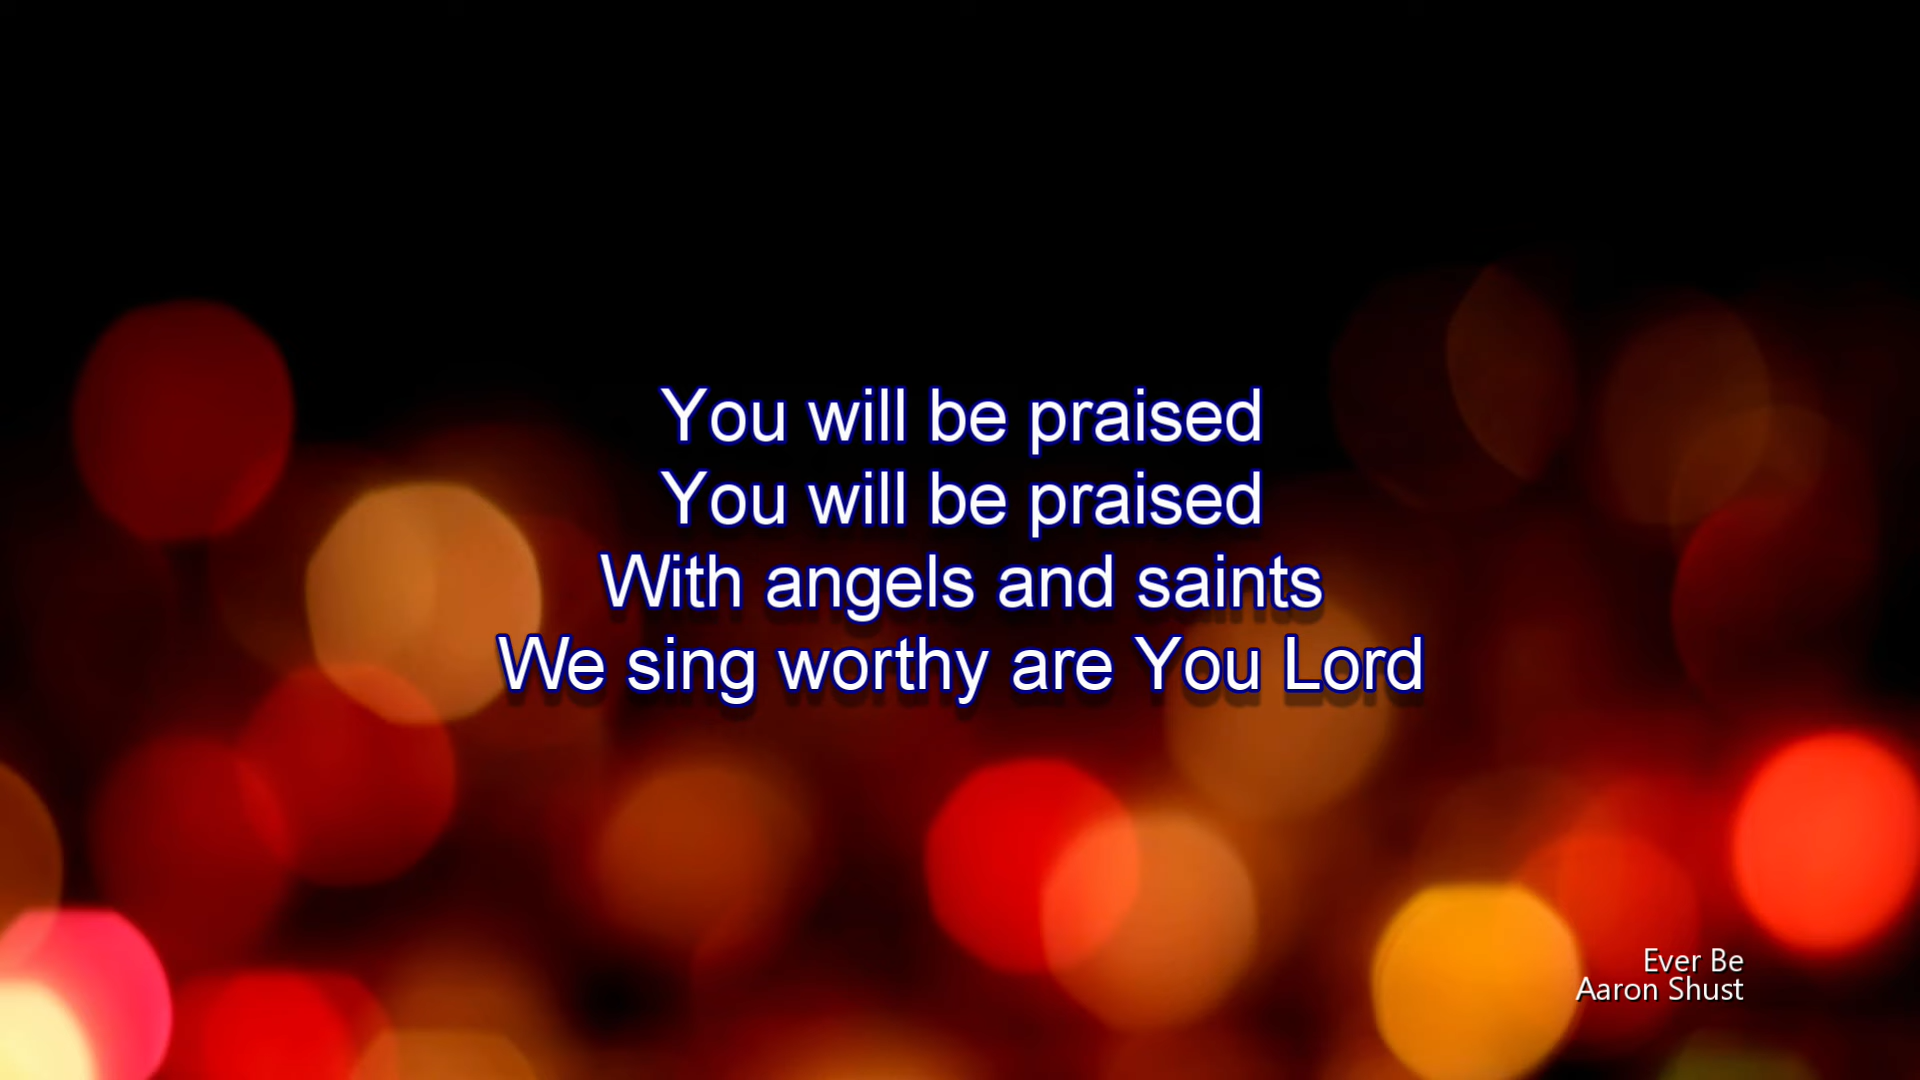 You will be praised
You will be praised
With angels and saints
We sing worthy are You Lord
Ever Be
Aaron Shust